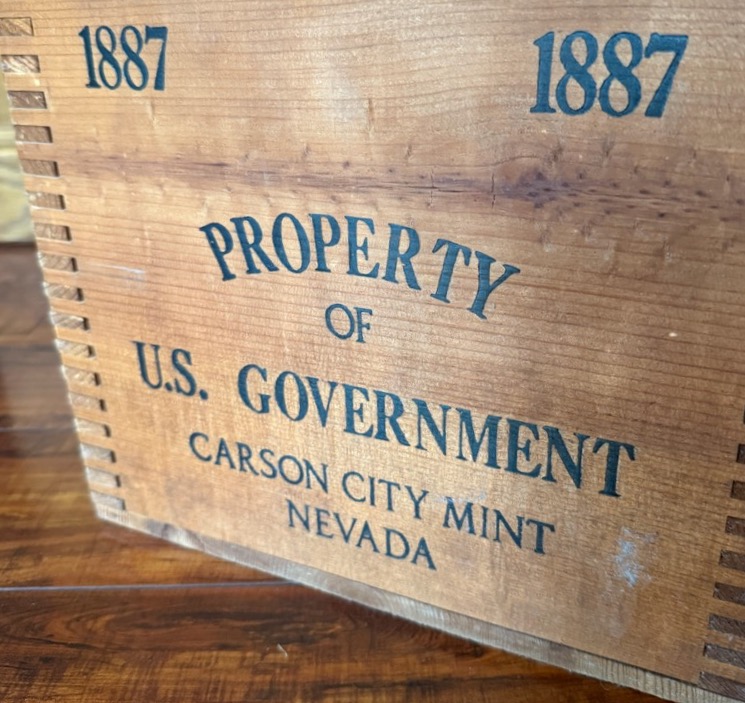 1887 1887
PROPERTY
OF
U.S. GOVERNMENT
CARSON CITY MINT
NEVADA